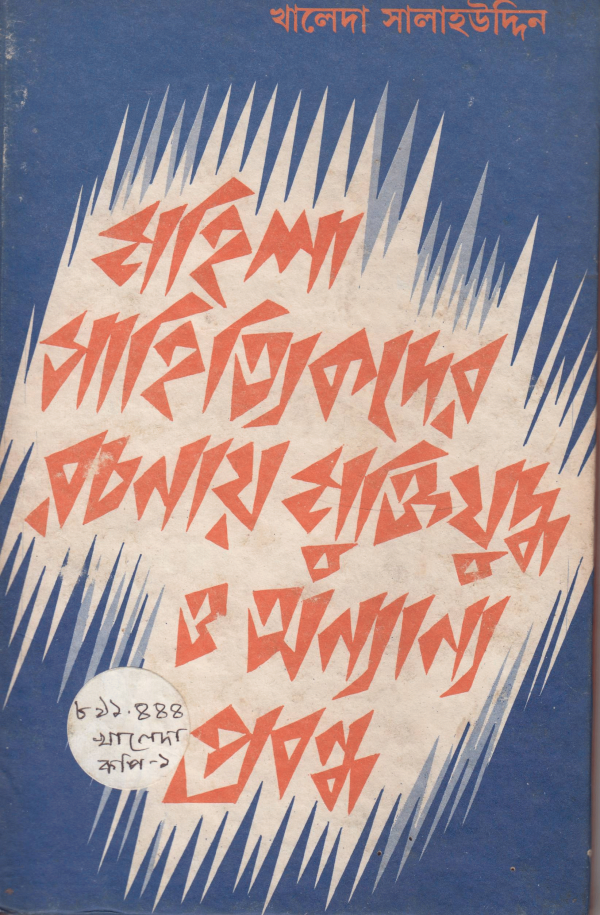 খালেদা সালাহউদ্দিন
মহিলা
সাহিত্যিকদের
রচনায় মুক্তিযুদ্ধ
ও অন্যান্য
প্রবন্ধ
৮৯১.৪৪৪
খালেদা
কপি-১